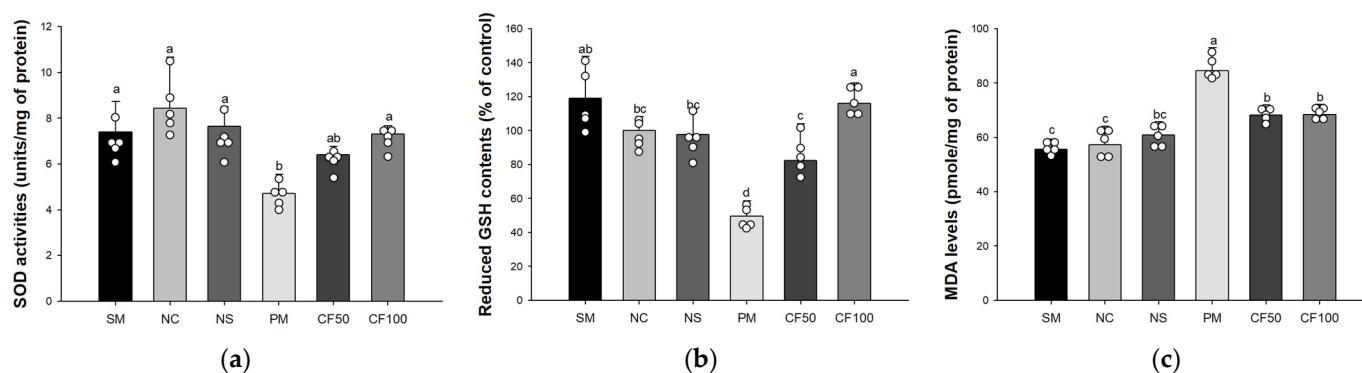 SOD activities (units/mg of protein)
12
10
8
6
4
2
0
a
a
a
b
ab
a
SM NC NS PM CF50 CF100
(a)
Reduced GSH contents (% of control)
160
140
120
100
80
60
40
20
0
ab
bc
bc
d
c
a
SM NC NS PM CF50 CF100
(b)
MDA levels (pmole/mg of protein)
100
80
60
40
20
0
c
c
bc
a
b
b
SM NC NS PM CF50 CF100
(c)